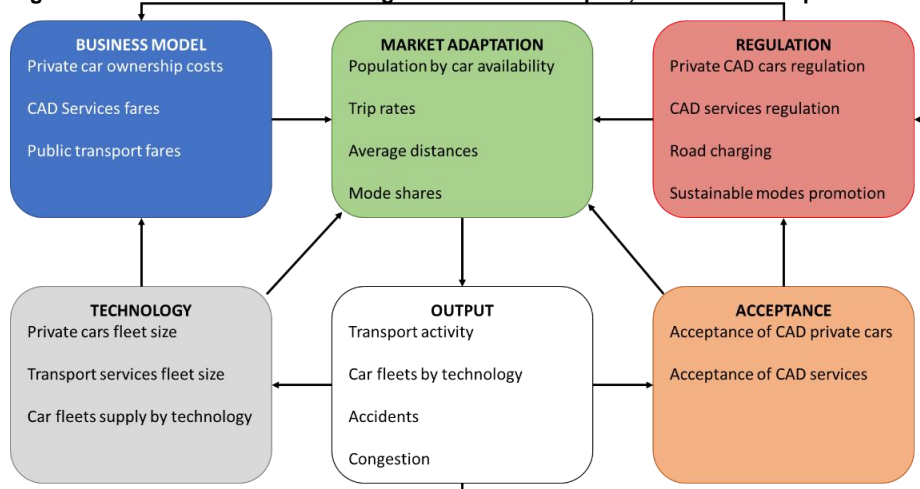 BUSINESS MODEL
Private car ownership costs
CAD Services fares
Public transport fares
MARKET ADAPTATION
Population by car availability
Trip rates
Average distances
Mode shares
REGULATION
Private CAD cars regulation
CAD services regulation
Road charging
Sustainable modes promotion
TECHNOLOGY
Private cars fleet size
Transport services fleet size
Car fleets supply by technology
OUTPUT
Transport activity
Car fleets by technology
Accidents
Congestion
ACCEPTANCE
Acceptance of CAD private cars
Acceptance of CAD services